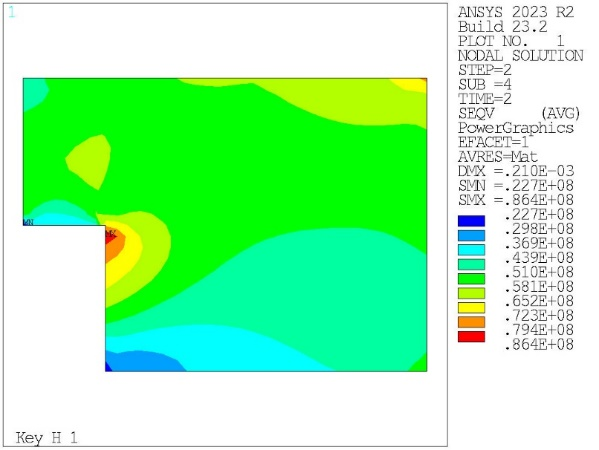 1
ANSYS 2023 R2
Build 23.2
PLOT NO. 1
NODAL SOLUTION
STEP=2
SUB =4
TIME=2
SEQV (AVG)
PowerGraphics
EFACET=1
AVRES=Mat
DMX =.210E-03
SMN =.227E+08
SMX =.864E+08
.227E+08
.298E+08
.369E+08
.439E+08
.510E+08
.581E+08
.652E+08
.723E+08
.794E+08
.864E+08
MN
Key H 1